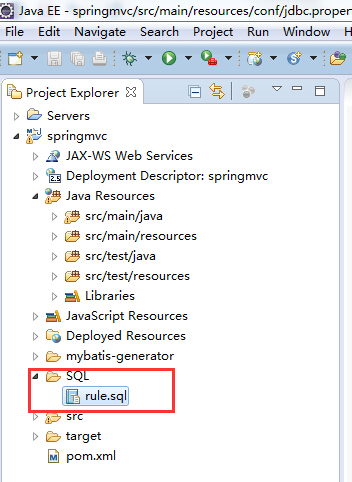 Java EE - springmvc/src/main/resources/conf/jdbc.proper
File Edit Navigate Search Project Run Window Help
Project Explorer
Servers
springmvc
JAX-WS Web Services
Deployment Descriptor: springmvc
Java Resources
src/main/java
src/main/resources
src/test/java
src/test/resources
Libraries
JavaScript Resources
Deployed Resources
mybatis-generator
SQL
rule.sql
src
target
pom.xml